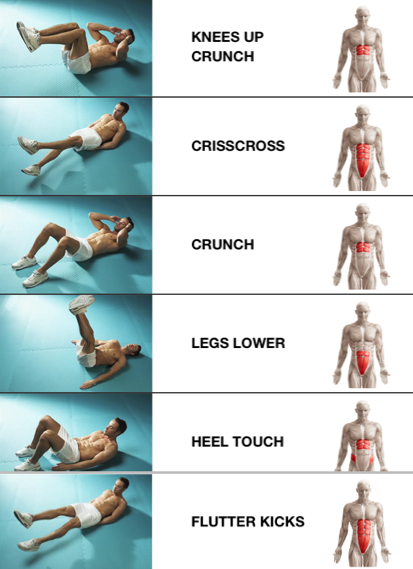 KNEES UP
CRUNCH
CRISSCROSS
CRUNCH
LEGS LOWER
HEEL TOUCH
FLUTTER KICKS